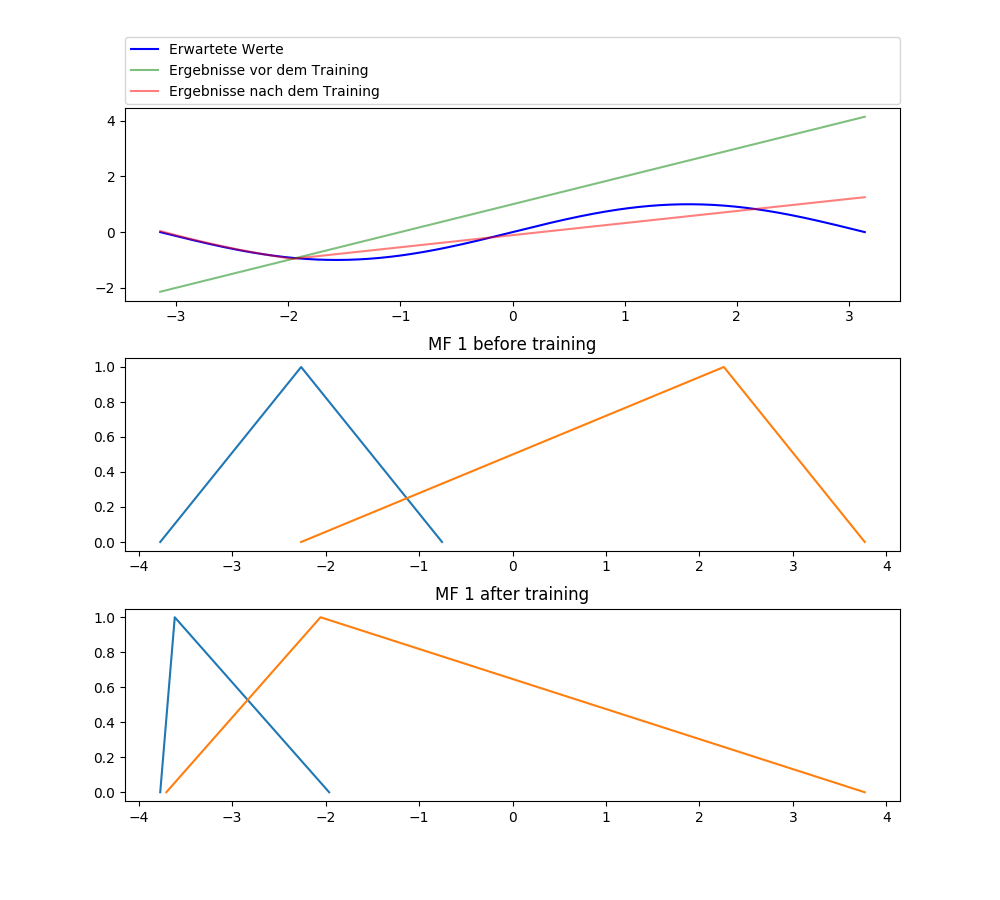 Erwartete Werte
Ergebnisse vor dem Training
Ergebnisse nach dem Training
4
2
0
−2
−3 −2 −1 0 1 2 3
MF 1 before training
1.0
0.8
0.6
0.4
0.2
0.0
−4 −3 −2 −1 0 1 2 3 4
MF 1 after training
1.0
0.8
0.6
0.4
0.2
0.0
−4 −3 −2 −1 0 1 2 3 4